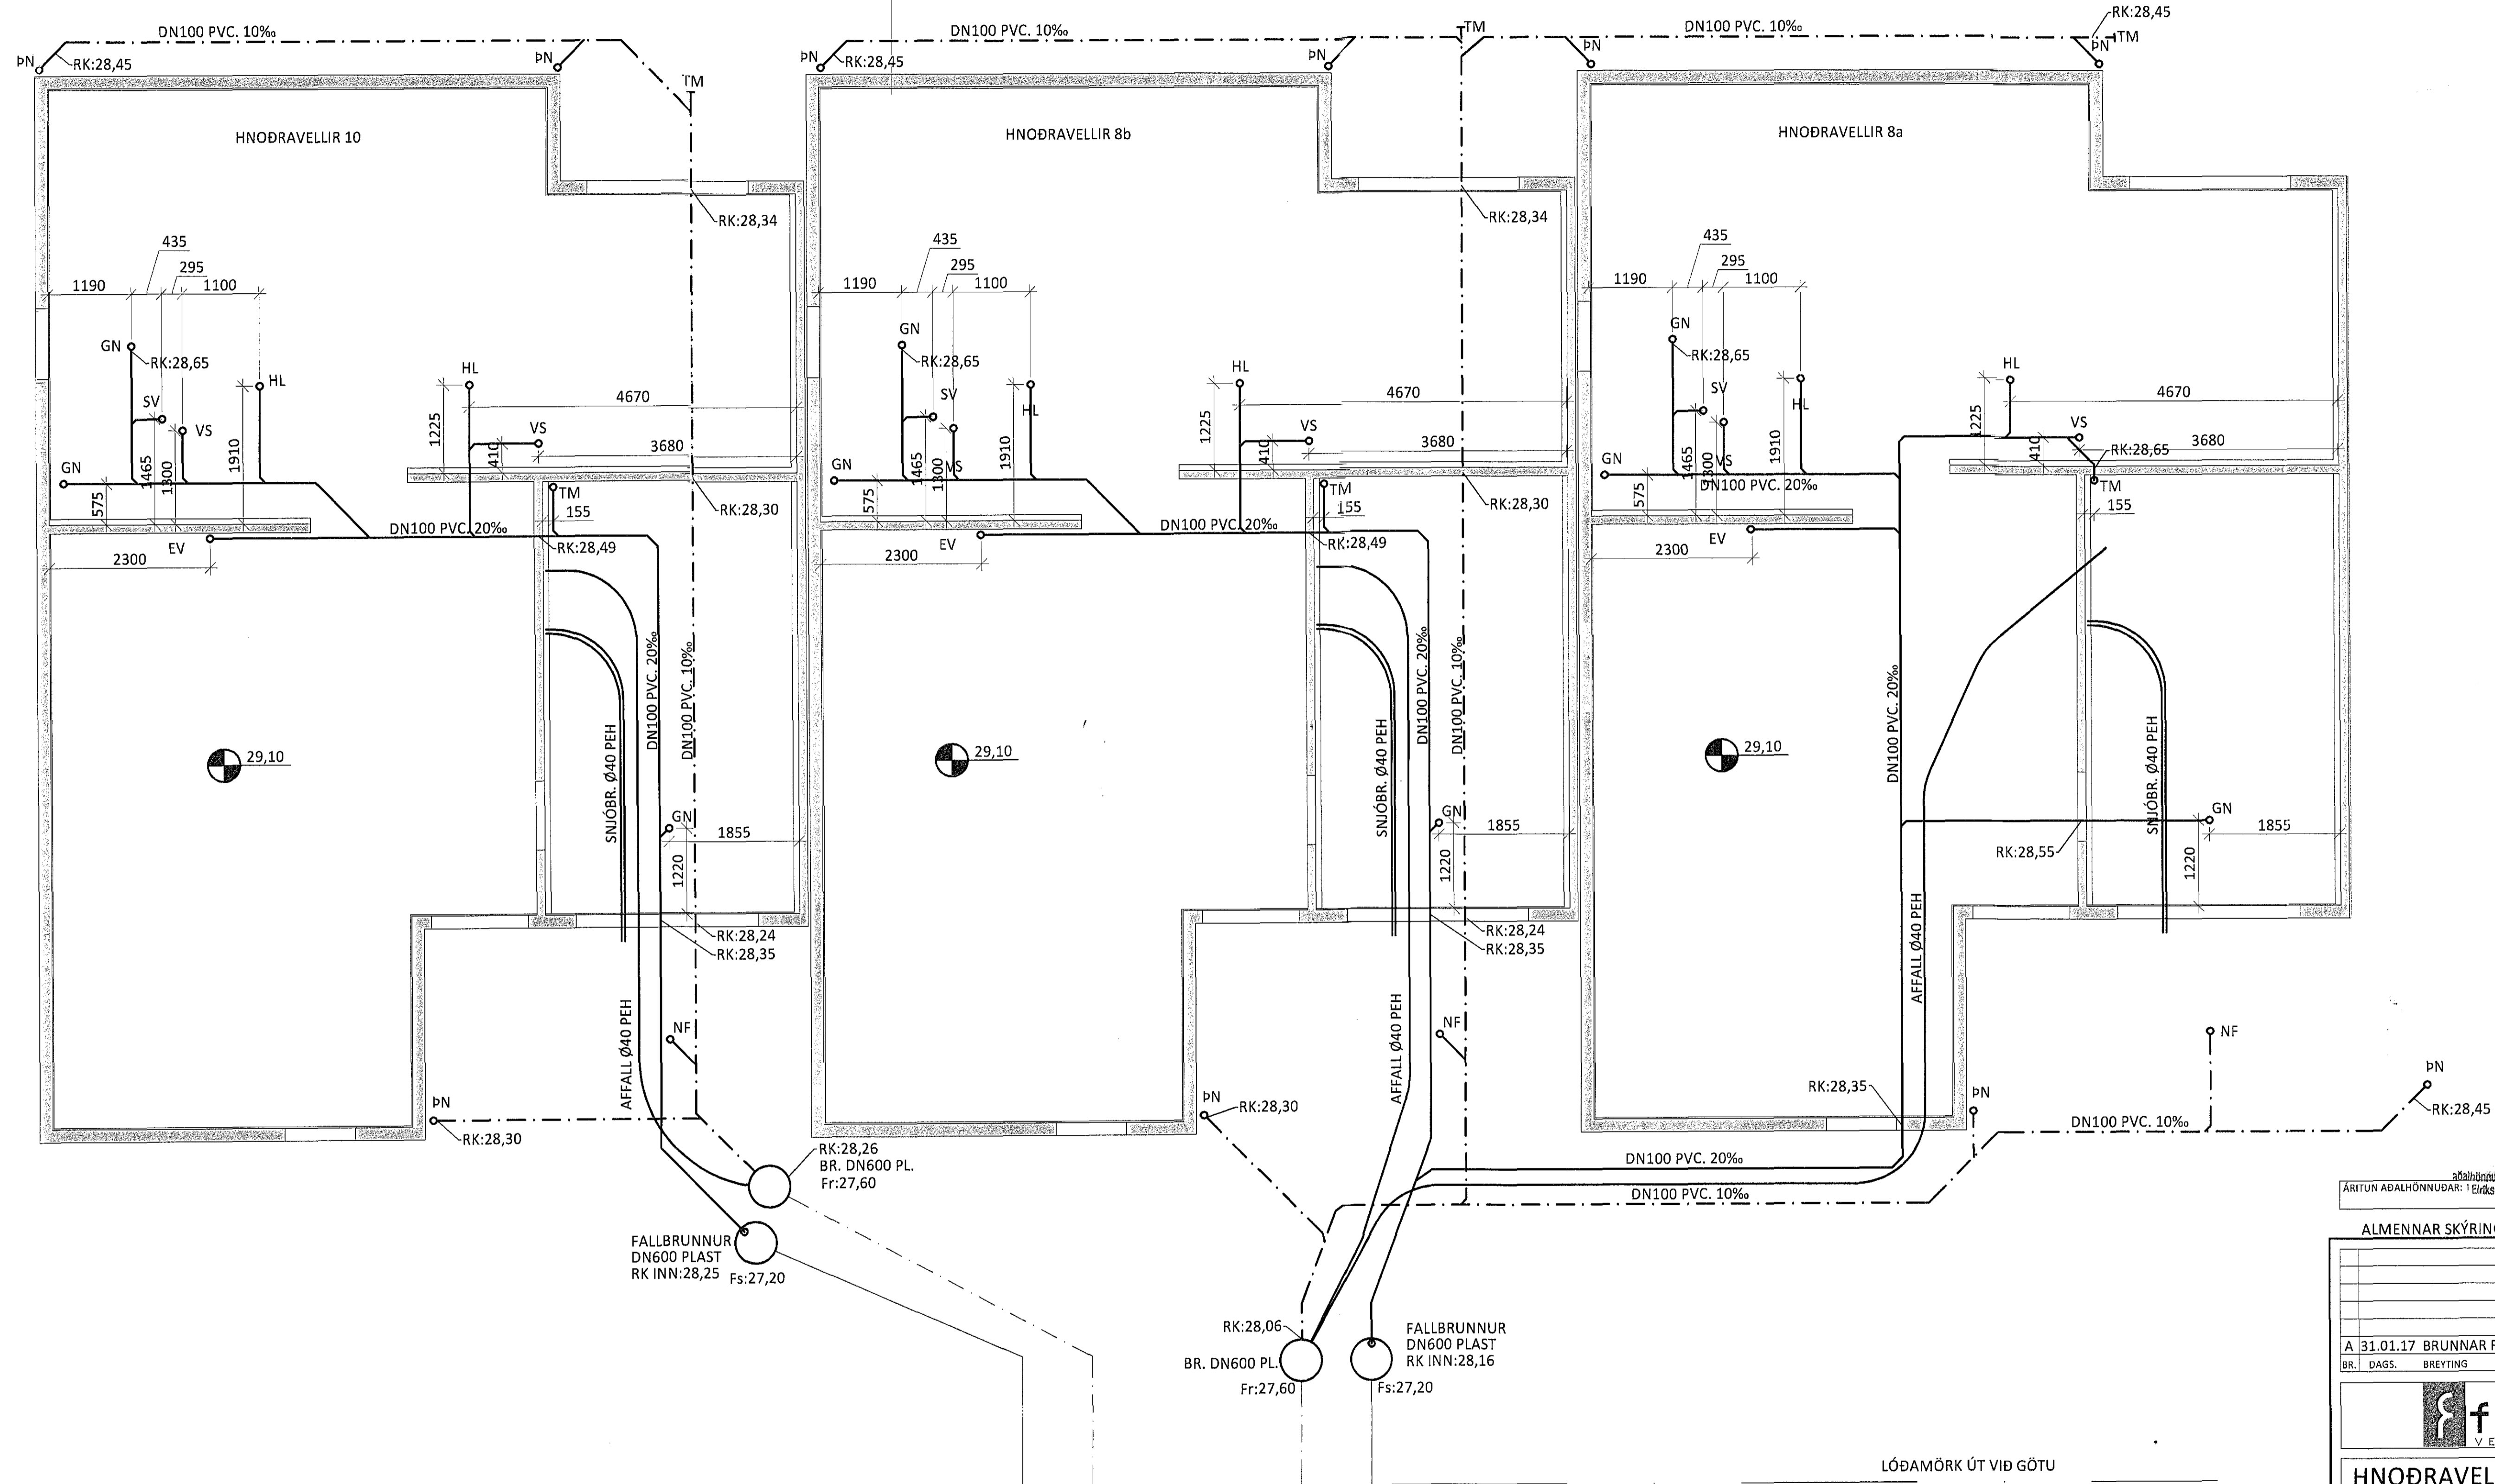 DN100 PVC. 10‰
ÞN
RK:28,45
ÞN
TM
HNOÐRAVELLIR 10
RK:28,34
435
295
1190
1100
GN
RK:28,65
SV
VS
HL
HL
VS
1225
410
4670
3680
GN
575
1465
1300
1910
TM
155
RK:28,30
DN100 PVC. 20‰
RK:28,49
EV
2300
29,10
SNJÓBR. Ø40 PEH
DN100 PVC. 20‰
DN100 PVC. 10‰
GN
1855
1220
RK:28,24
RK:28,35
AFFALL Ø40 PEH
NF
ÞN
RK:28,30
RK:28,26
BR. DN600 PL.
Fr:27,60
FALLBRUNNUR
DN600 PLAST
RK INN:28,25
Fs:27,20
DN100 PVC. 10‰
ÞN
RK:28,45
ÞN
TM
HNOÐRAVELLIR 8b
RK:28,34
435
295
1190
1100
GN
RK:28,65
SV
VS
HL
HL
VS
1225
410
4670
3680
GN
575
1465
1300
1910
TM
155
RK:28,30
DN100 PVC. 20‰
RK:28,49
EV
2300
29,10
SNJÓBR. Ø40 PEH
DN100 PVC. 20‰
DN100 PVC. 10‰
GN
1855
1220
RK:28,24
RK:28,35
AFFALL Ø40 PEH
NF
ÞN
RK:28,30
RK:28,06
BR. DN600 PL.
Fr:27,60
FALLBRUNNUR
DN600 PLAST
RK INN:28,16
Fs:27,20
DN100 PVC. 10‰
RK:28,45
ÞN
ÞN
TM
HNOÐRAVELLIR 8a
435
295
1190
1100
GN
RK:28,65
SV
VS
HL
HL
VS
1225
410
4670
3680
RK:28,65
GN
575
1465
1300
1910
DN100 PVC. 20‰
TM
155
EV
2300
29,10
DN100 PVC. 20‰
SNJÓBR. Ø40 PEH
GN
1855
RK:28,55
1220
AFFALL Ø40 PEH
NF
ÞN
RK:28,35
ÞN
RK:28,45
DN100 PVC. 10‰
DN100 PVC. 20‰
DN100 PVC. 10‰
aðalhönnu
ÁRITUN AÐALHÖNNUÐAR: Eiríks
ALMENNAR SKÝRING
A 31.01.17 BRUNNAR F
BR. DAGS. BREYTING
f
VE
HNOÐRAVEL
LÓÐAMÖRK ÚT VIÐ GÖTU